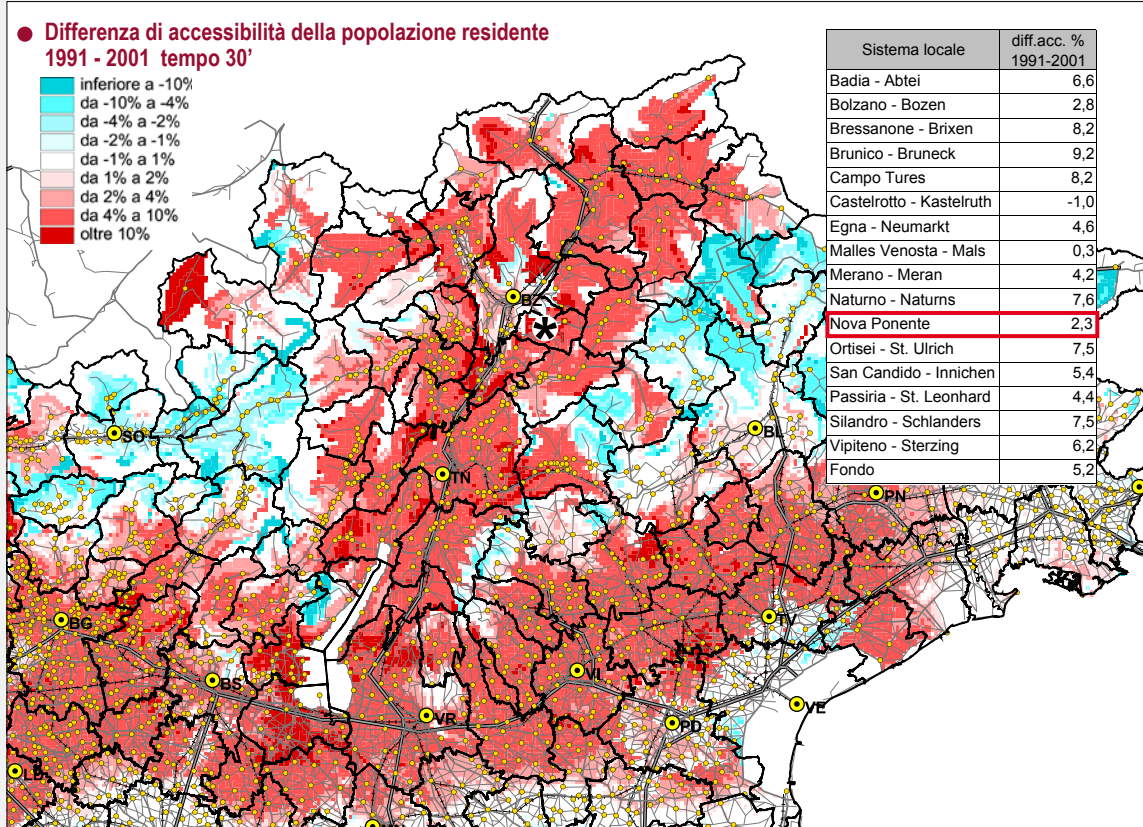 Differenza di accessibilità della popolazione residente
1991 - 2001 tempo 30'
inferiore a -10%
da -10% a -4%
da -4% a -2%
da -2% a -1%
da -1% a 1%
da 1% a 2%
da 2% a 4%
da 4% a 10%
oltre 10%
Sistema locale diff.acc. % 1991-2001
Badia - Abtei 6,6
Bolzano - Bozen 2,8
Bressanone - Brixen 8,2
Brunico - Bruneck 9,2
Campo Tures 8,2
Castelrotto - Kastelruth -1,0
Egna - Neumarkt 4,6
Malles Venosta - Mals 0,3
Merano - Meran 4,2
Naturno - Naturns 7,6
Nova Ponente 2,3
Ortisei - St. Ulrich 7,5
San Candido - Innichen 5,4
Passiria - St. Leonhard 4,4
Silandro - Schlanders 7,5
Vipiteno - Sterzing 6,2
Fondo 5,2
BZ
*
SO
BL
TN
PN
BG
TV
BS
VI
VE
VR
PD